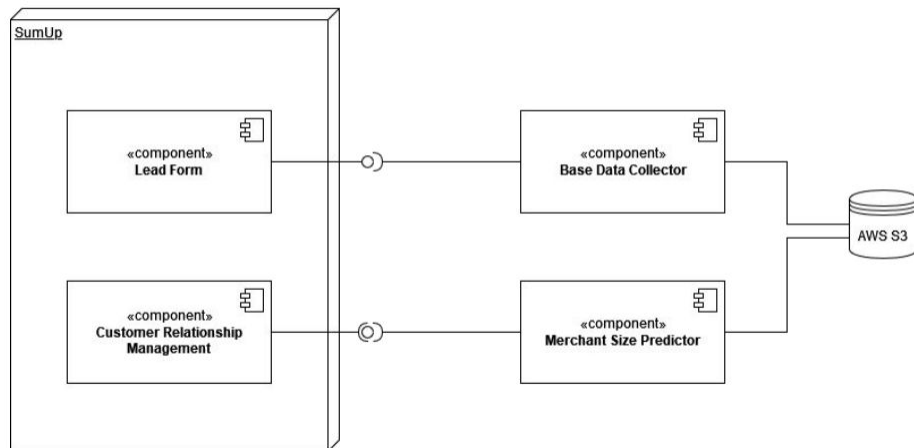 SumUp
«component»
Lead Form
«component»
Base Data Collector
AWS S3
«component»
Customer Relationship
Management
«component»
Merchant Size Predictor